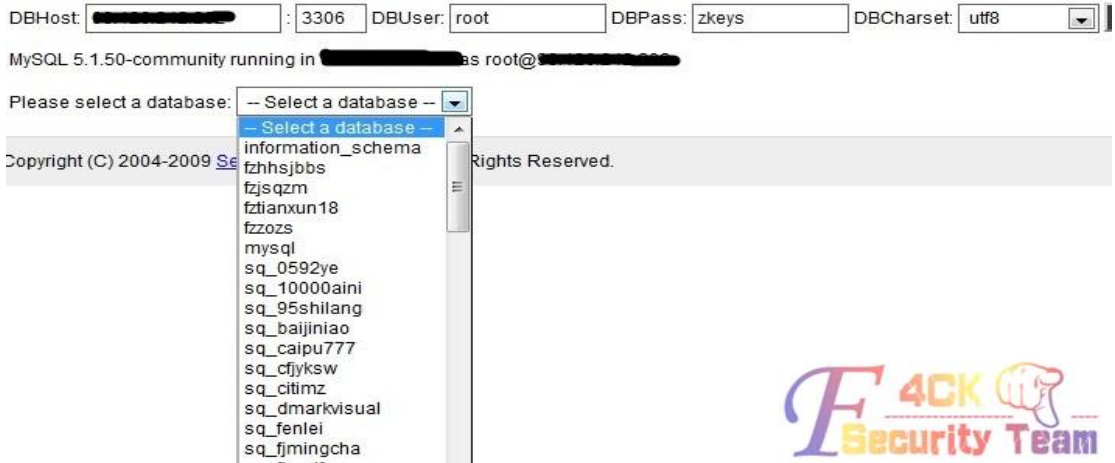 DBHost: : 3306 DBUser: root DBPass: zkeys DBCharset: utf8
MySQL 5.1.50-community running in as root@
Please select a database: -- Select a database --
-- Select a database --
information_schema
Copyright (C) 2004-2009 Se Rights Reserved.
fzhhsjbbs
fzjsqzm
fztianxun18
fzzozs
mysql
sq_0592ye
sq_10000aini
sq_95shilang
sq_baijiniao
sq_caipu777
sq_cfjyksw
sq_citimz
sq_dmarkvisual
sq_fenlei
sq_fjmingcha
F4CK
Security Team